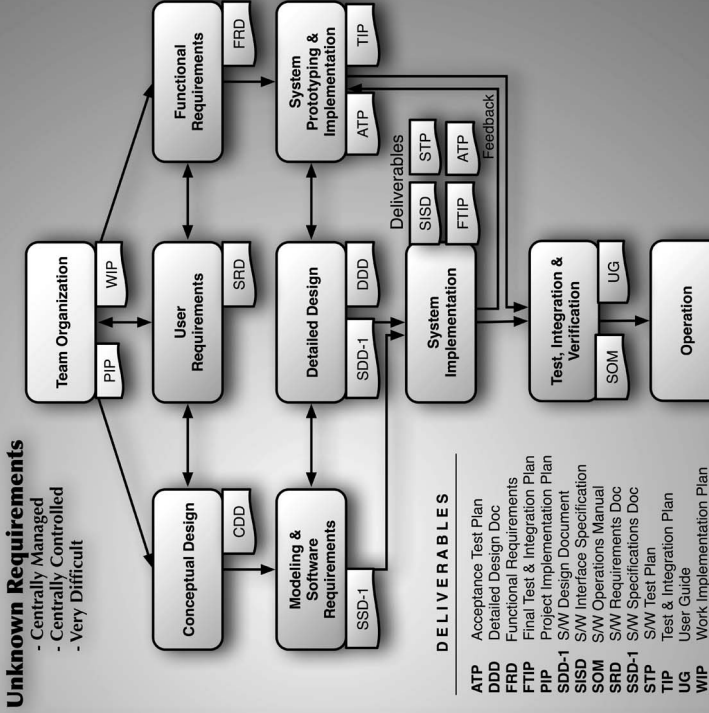 Unknown Requirements
- Centrally Managed
- Centrally Controlled
- Very Difficult
Team Organization
PIP
WIP
Conceptual Design
CDD
User
Requirements
SRD
Functional
Requirements
FRD
Modeling &
Software
Requirements
SSD-1
Detailed Design
SDD-1
DDD
System
Prototyping &
Implementation
ATP
TIP
System
Implementation
Deliverables
SISD
STP
FTIP
ATP
Feedback
Test, Integration &
Verification
SOM
UG
Operation
DELIVERABLES
ATP Acceptance Test Plan
DDD Detailed Design Doc
FRD Functional Requirements
FTIP Final Test & Integration Plan
PIP Project Implementation Plan
SDD-1 S/W Design Document
SISD S/W Interface Specification
SOM S/W Operations Manual
SRD S/W Requirements Doc
SSD-1 S/W Specifications Doc
STP S/W Test Plan
TIP Test & Integration Plan
UG User Guide
WIP Work Implementation Plan